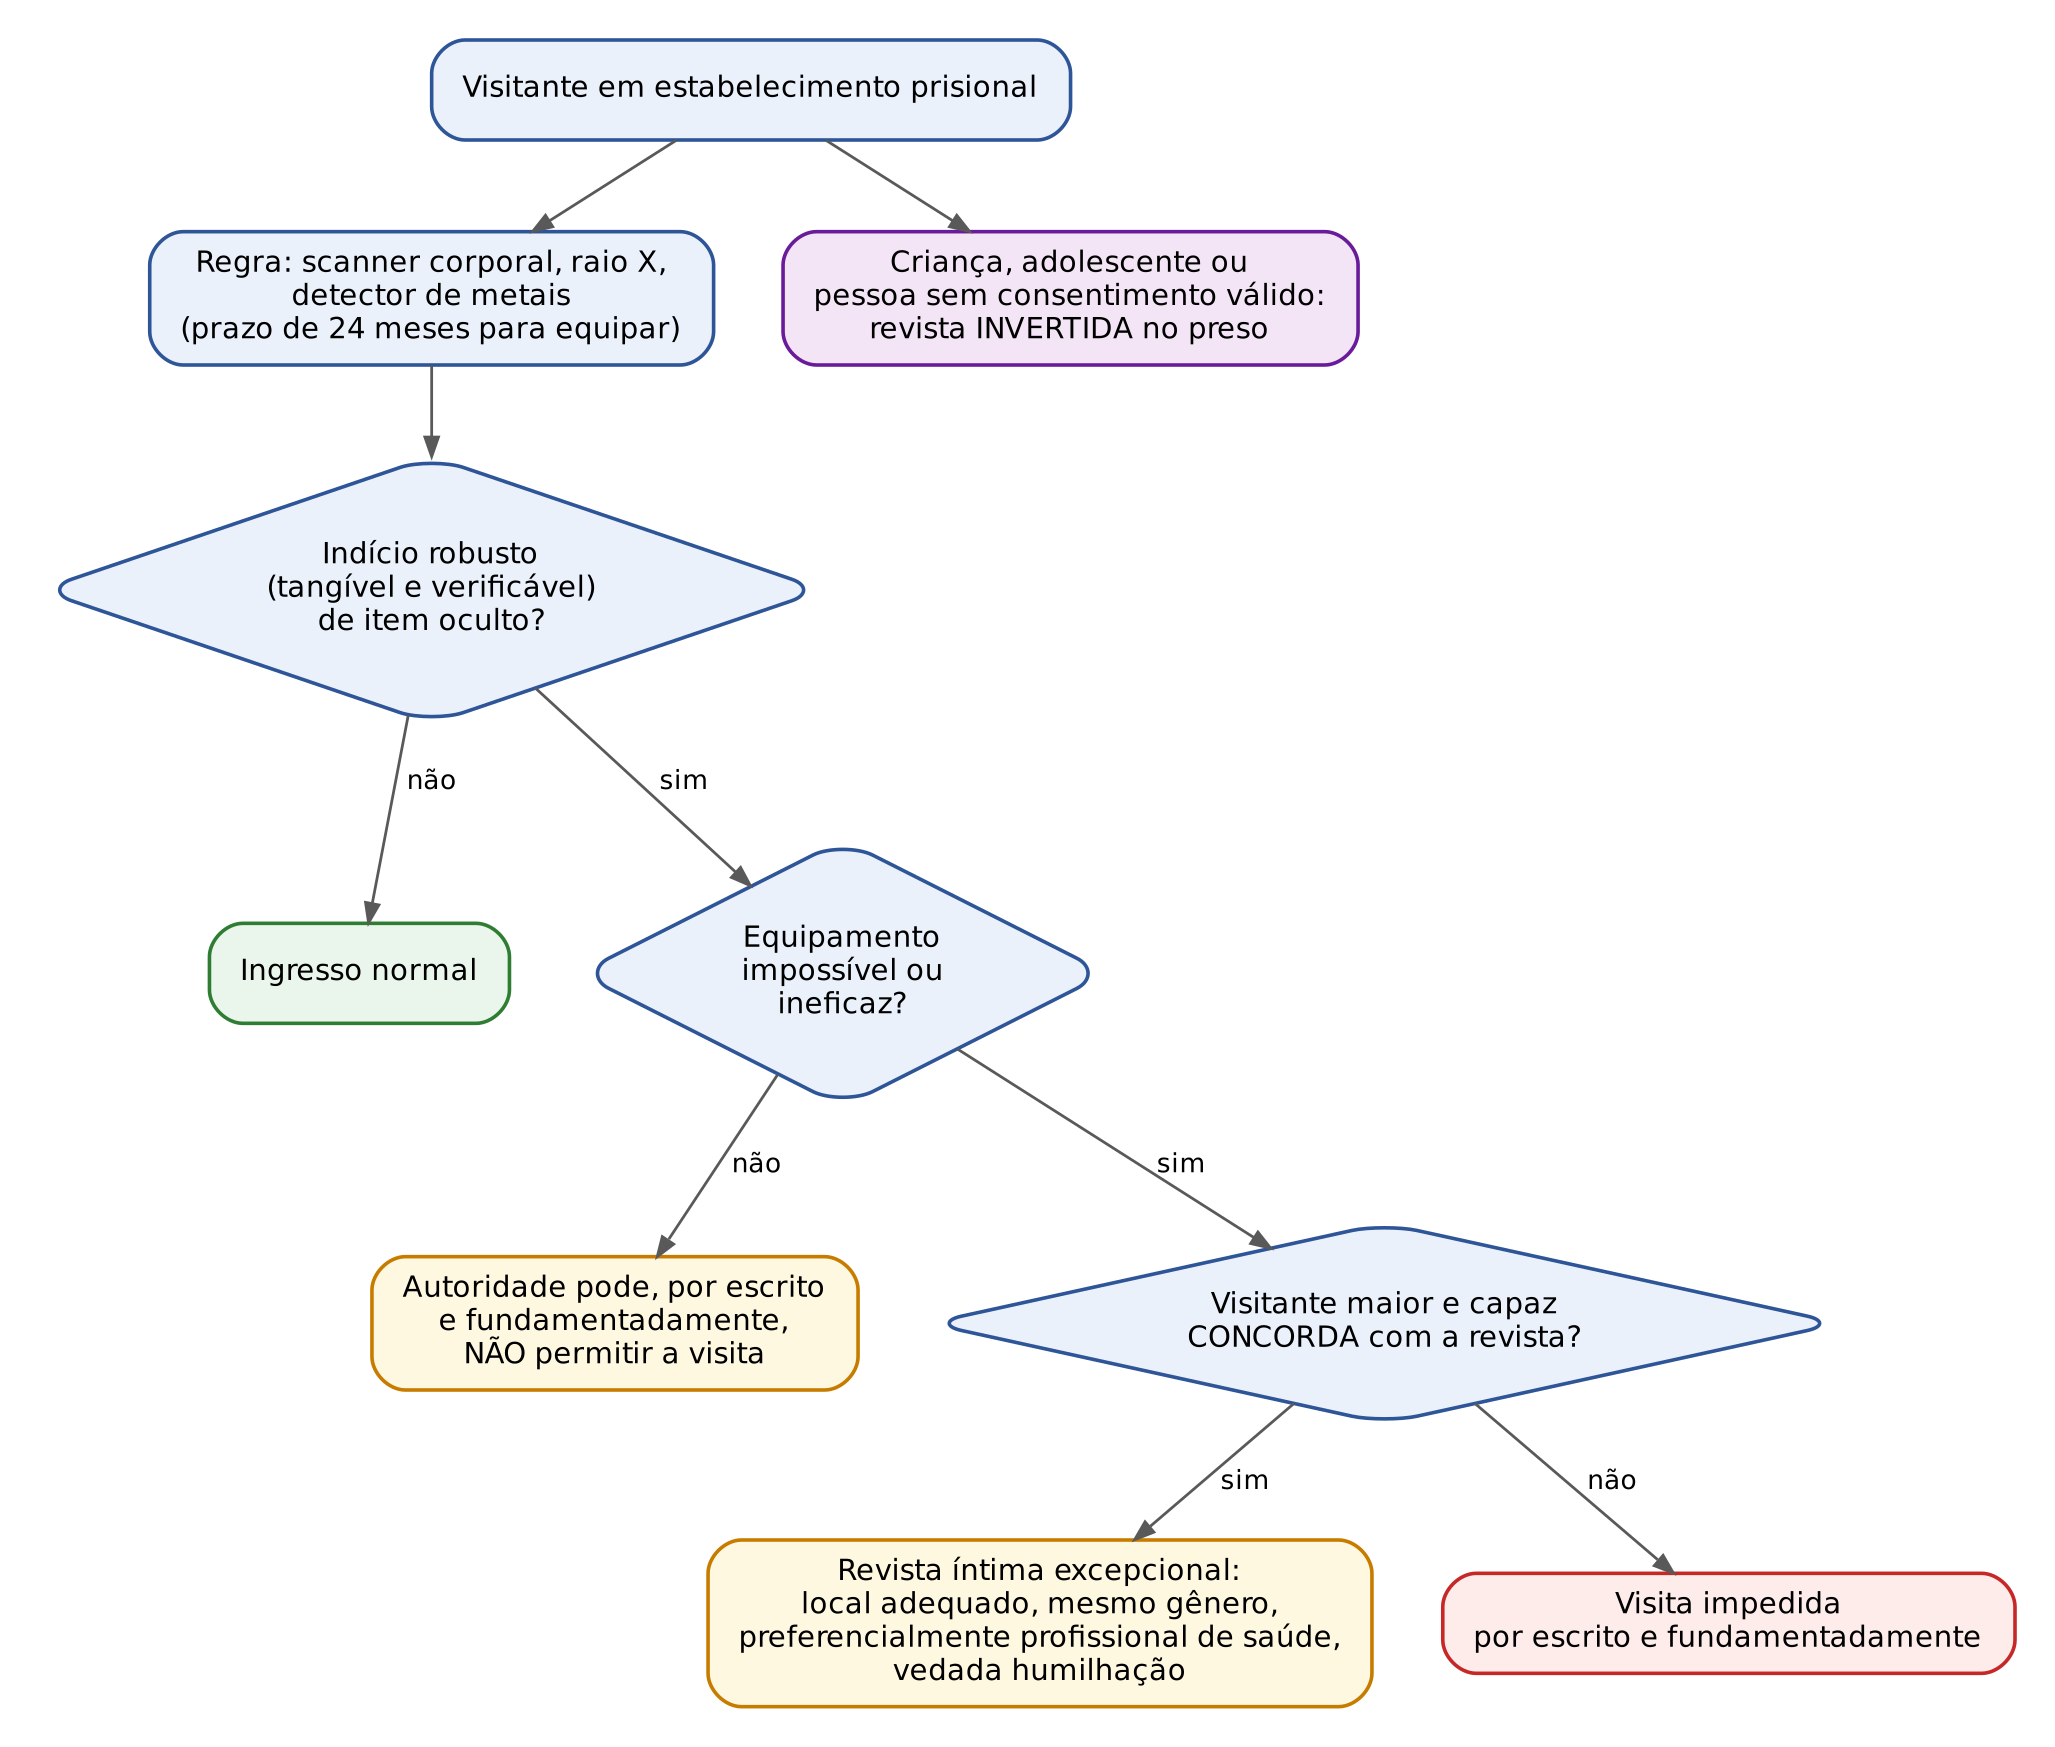 Visitante em estabelecimento prisional
Regra: scanner corporal, raio X,
detector de metais
(prazo de 24 meses para equipar)
Criança, adolescente ou
pessoa sem consentimento válido:
revista INVERTIDA no preso
Indício robusto
(tangível e verificável)
de item oculto?
não
sim
Ingresso normal
Equipamento
impossível ou
ineficaz?
não
sim
Autoridade pode, por escrito
e fundamentadamente,
NÃO permitir a visita
Visitante maior e capaz
CONCORDA com a revista?
sim
não
Revista íntima excepcional:
local adequado, mesmo gênero,
preferencialmente profissional de saúde,
vedada humilhação
Visita impedida
por escrito e fundamentadamente